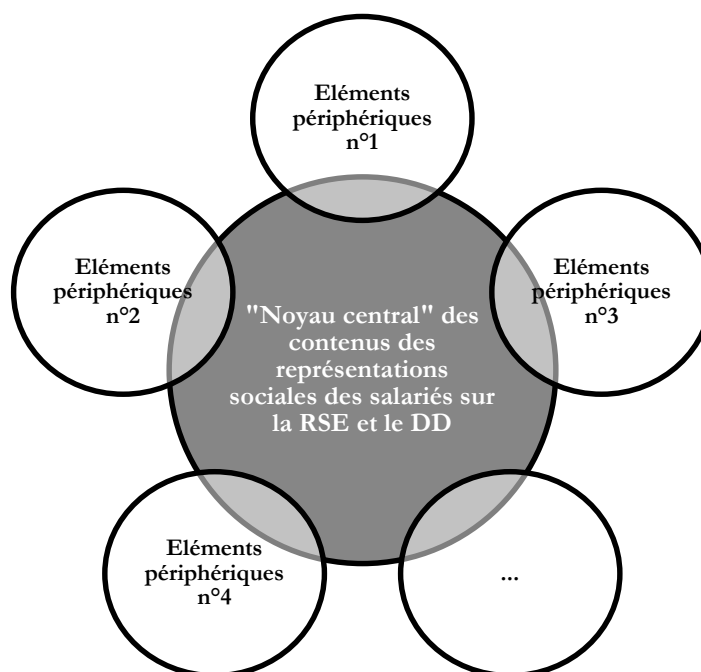 Eléments
périphériques
n°1
Eléments
périphériques
n°2
Eléments
périphériques
n°3
"Noyau central" des
contenus des
représentations
sociales des salariés sur
la RSE et le DD
Eléments
périphériques
n°4
...